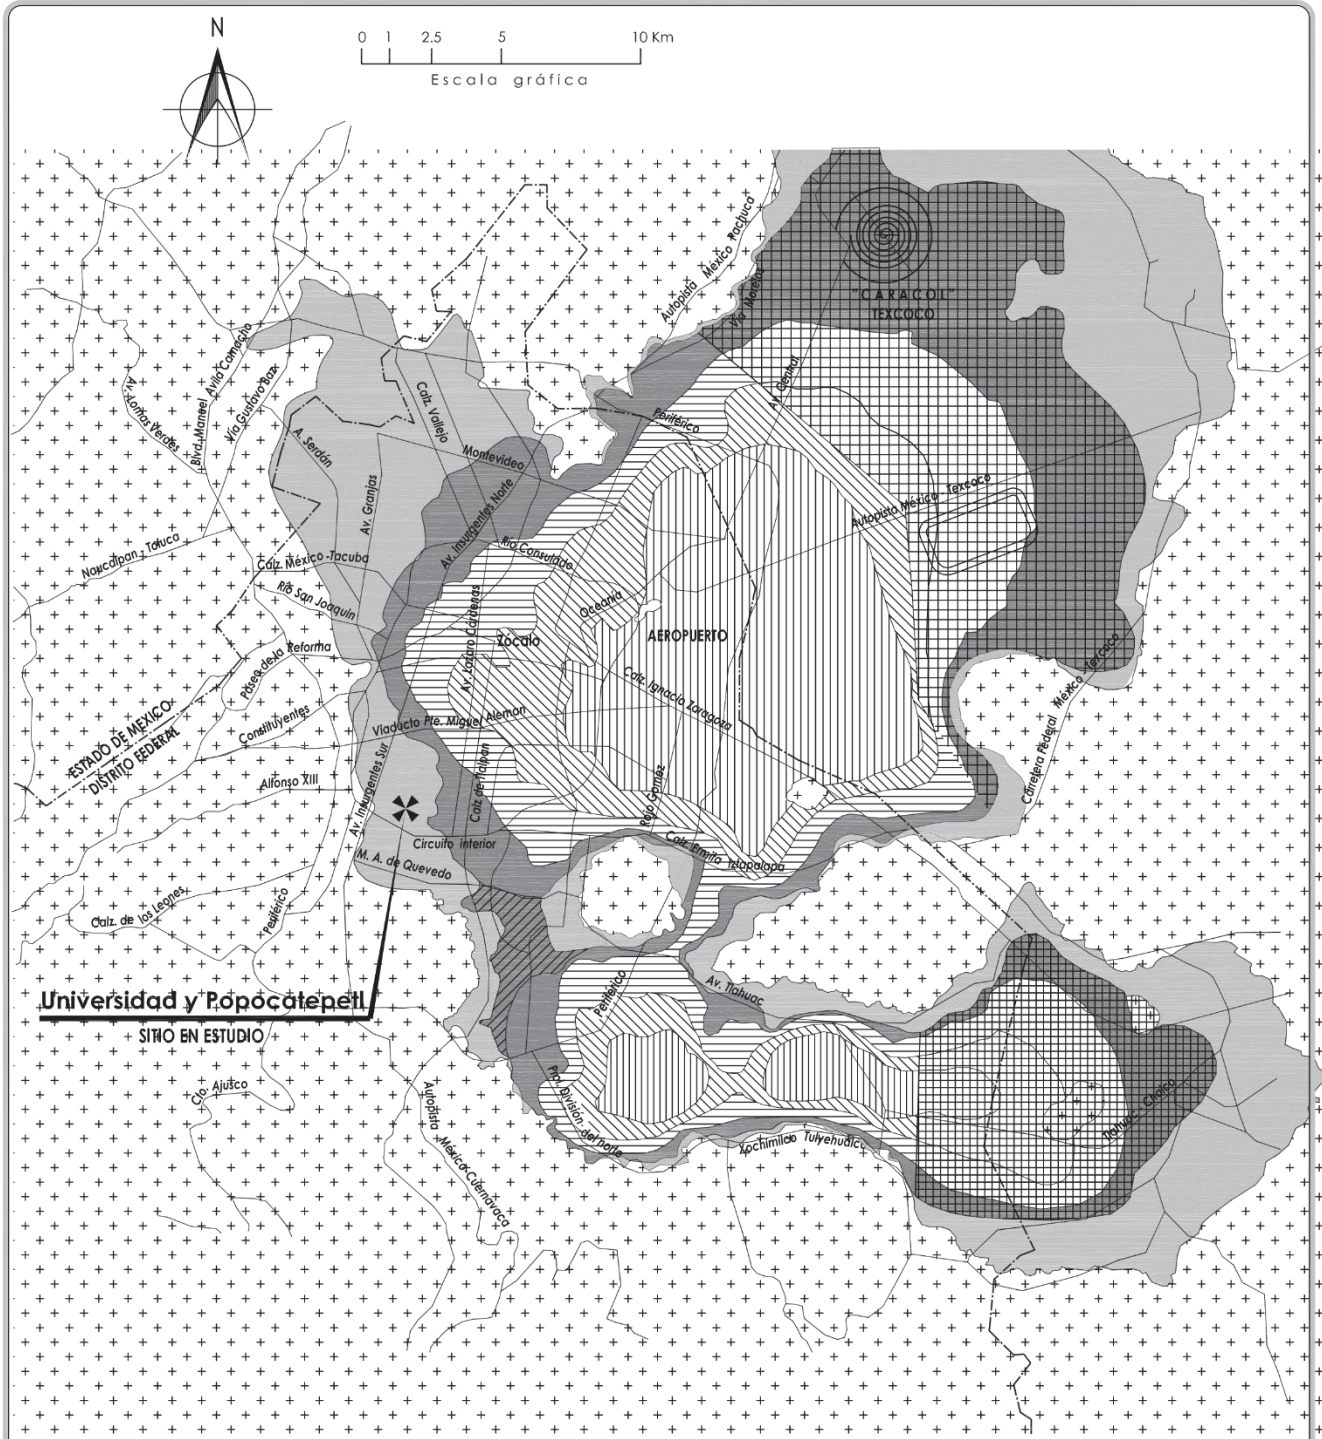 N
0 1 2.5 5 10 Km
Escala gráfica
Autopista México Pachuca
Vía Morelos
"CARACOL"
TEXCOCO
Av. Central
Blvd. Manuel Avila Camacho
Vía Gustavo Baz
Av. Lomas Verdes
Calz. Vallejo
Periférico
A. Serdán
Montevideo
Av. Granjas
Av. Insurgentes Norte
Autopista México - Texcoco
Naucalpan - Toluca
Calz. México -Tacuba
Río Consulado
Río San Joaquín
Oceanía
Av. Lazaro Cárdenas
Zócalo
AEROPUERTO
Paseo de la Reforma
Calz. Ignacio Zaragoza
Carretera Federal México - Texcoco
Constituyentes
Viaducto Pte. Miguel Aleman
ESTADO DE MEXICO
DISTRITO FEDERAL
Alfonso XIII
Av. Insurgentes Sur
Calz de Tlalpan
Rojo Gomez
Circuito interior
Calz. Ermita Iztapalapa
M. A. de Quevedo
Calz. de los Leones
Periférico
Periférico
Av. Tlahuac
Universidad y Popocatepetl
SITIO EN ESTUDIO
Cto. Ajusco
Autopista México-Cuernavaca
Prol. División del norte
Xochimilco Tulyehualco
Tlahuac - Chalco